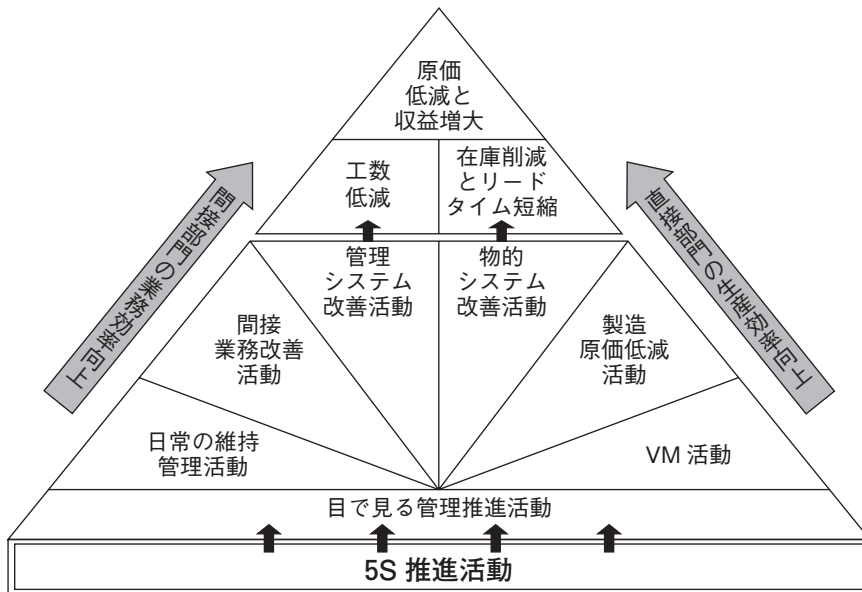 原価
低減と
収益増大
工数
低減
在庫削減
とリード
タイム短縮
間接部門の業務効率向上
直接部門の生産効率向上
管理
システム
改善活動
物的
システム
改善活動
間接
業務改善
活動
製造
原価低減
活動
日常の維持
管理活動
VM 活動
目で見る管理推進活動
5S 推進活動